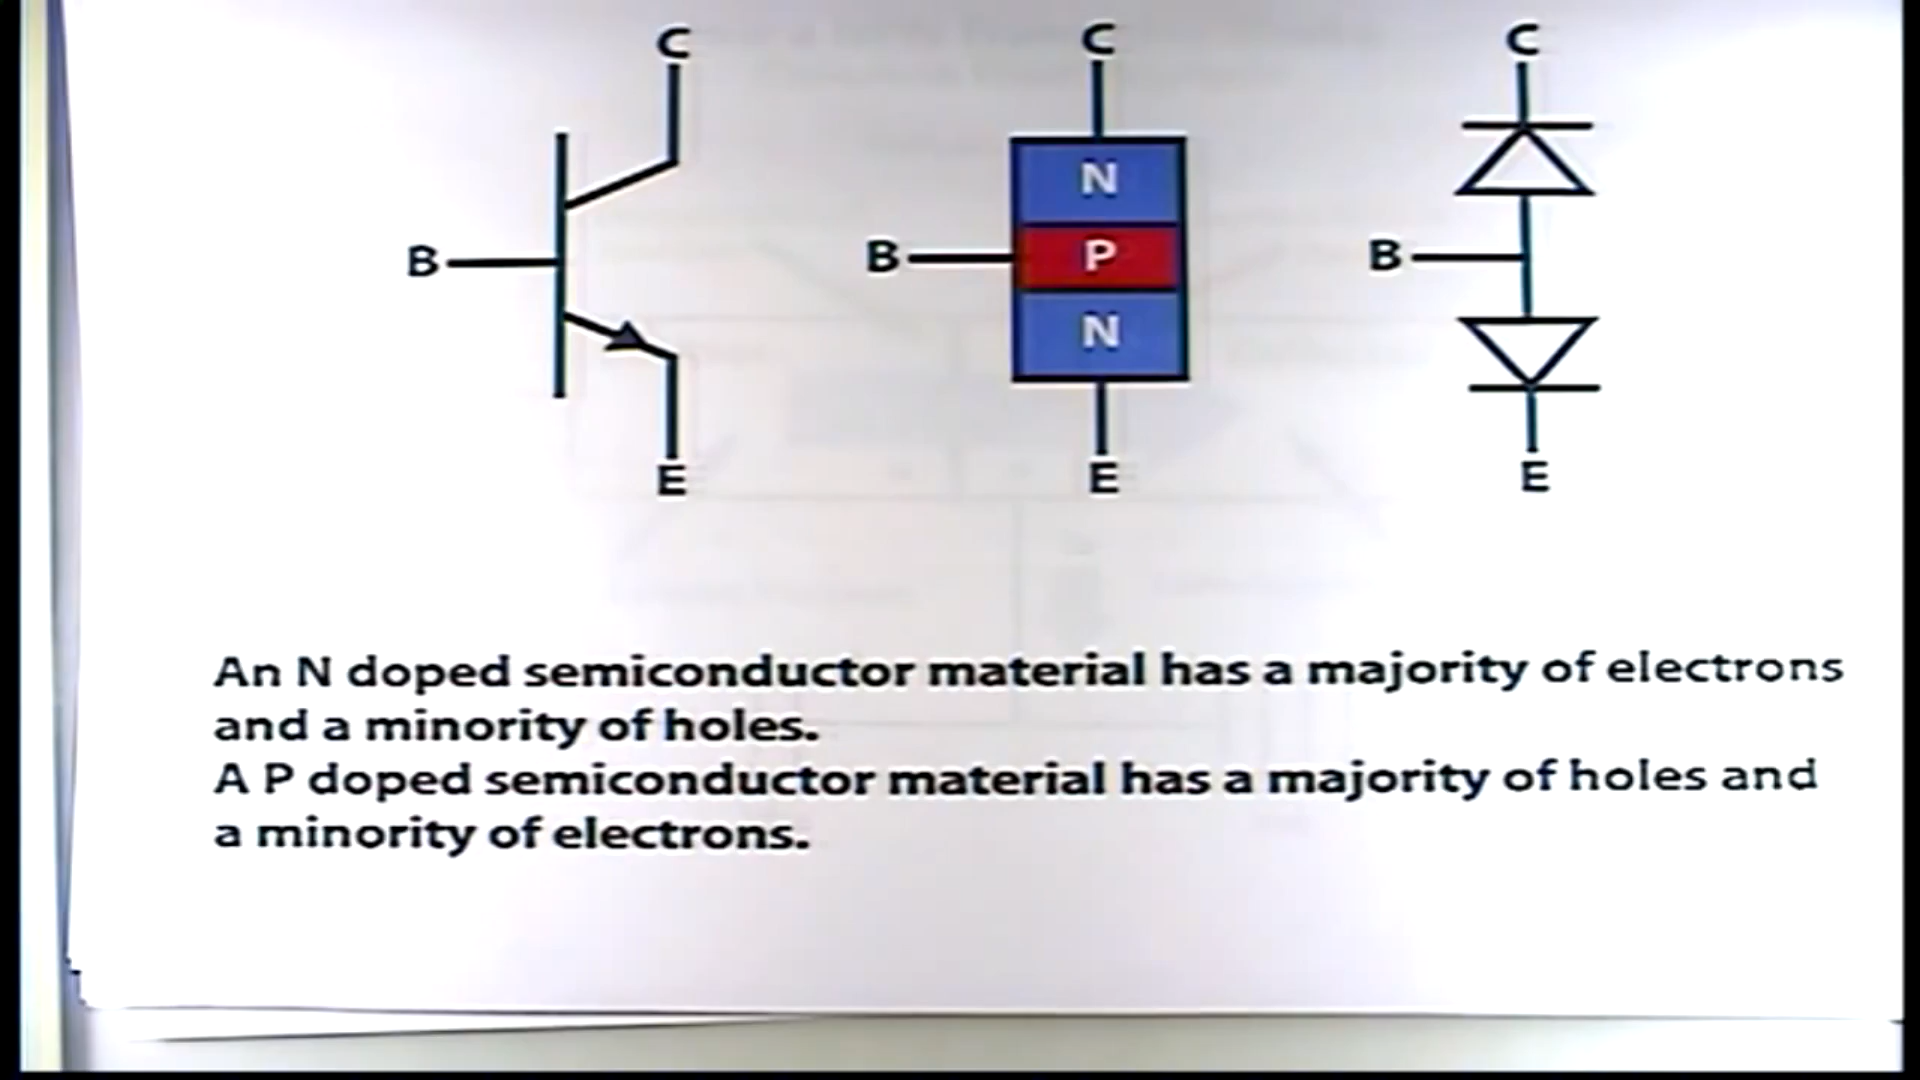 C C C
N
B B P B
N
E E E
An N doped semiconductor material has a majority of electrons
and a minority of holes.
A P doped semiconductor material has a majority of holes and
a minority of electrons.